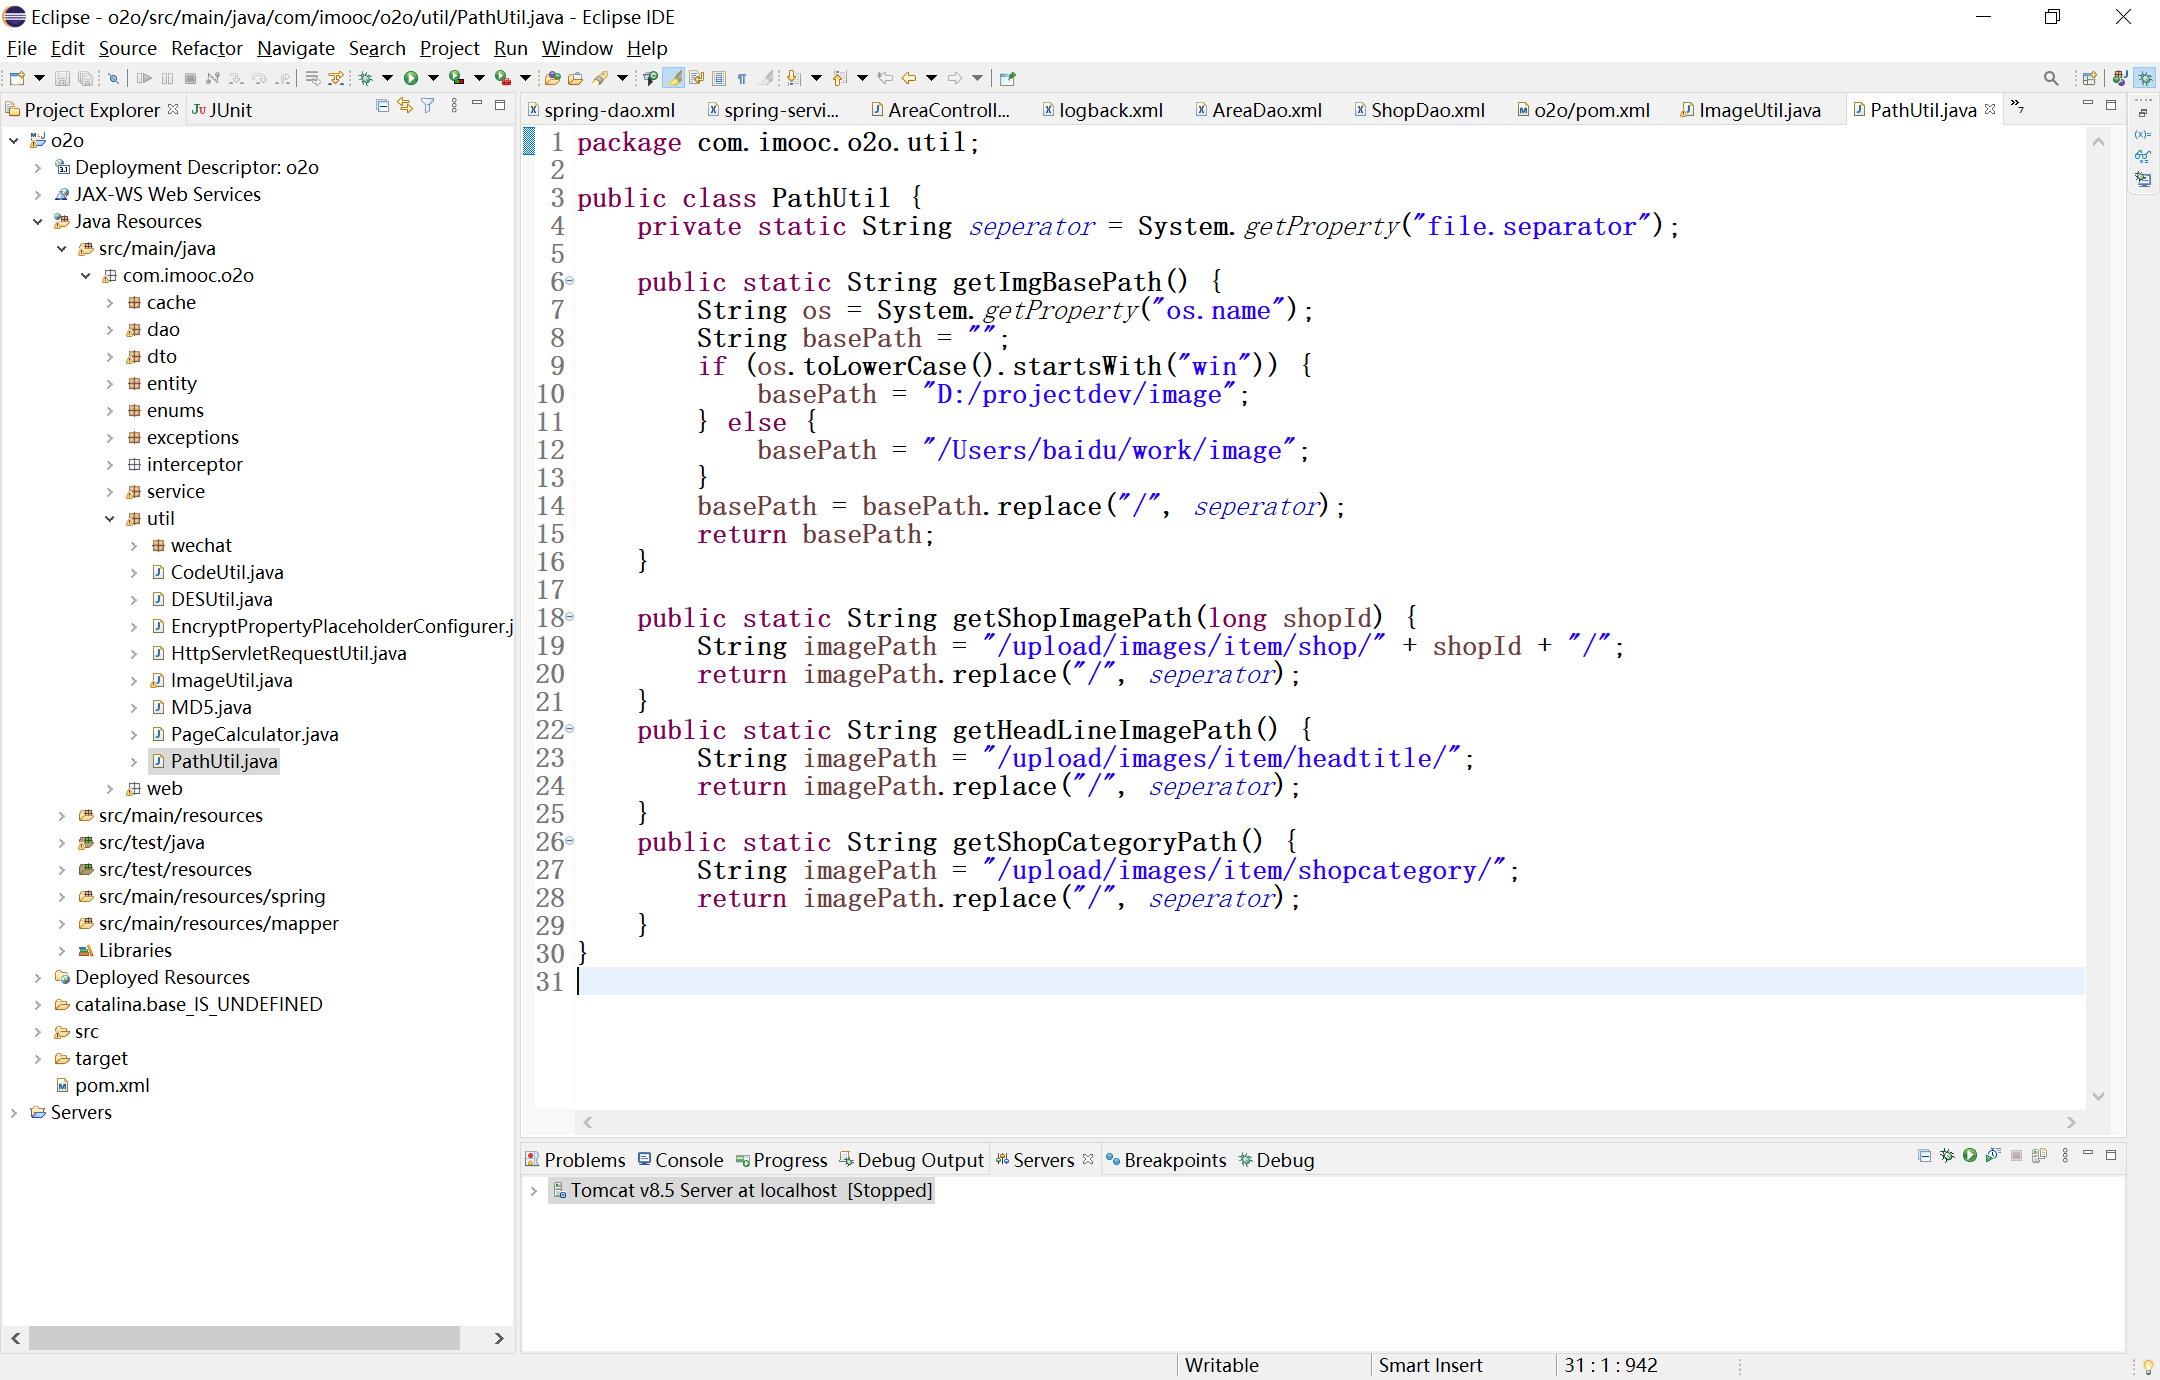 Eclipse - o2o/src/main/java/com/imooc/o2o/util/PathUtil.java - Eclipse IDE
File Edit Source Refactor Navigate Search Project Run Window Help
Project Explorer JUnit
o2o
Deployment Descriptor: o2o
JAX-WS Web Services
Java Resources
src/main/java
com.imooc.o2o
cache
dao
dto
entity
enums
exceptions
interceptor
service
util
wechat
CodeUtil.java
DESUtil.java
EncryptPropertyPlaceholderConfigurer.j
HttpServletRequestUtil.java
ImageUtil.java
MD5.java
PageCalculator.java
PathUtil.java
web
src/main/resources
src/test/java
src/test/resources
src/main/resources/spring
src/main/resources/mapper
Libraries
Deployed Resources
catalina.base_IS_UNDEFINED
src
target
pom.xml
Servers
spring-dao.xml spring-servi... AreaControll... logback.xml AreaDao.xml ShopDao.xml o2o/pom.xml ImageUtil.java PathUtil.java »7
1 package com.imooc.o2o.util;
2
3 public class PathUtil {
4     private static String seperator = System.getProperty("file.separator");
5
6     public static String getImgBasePath() {
7         String os = System.getProperty("os.name");
8         String basePath = "";
9         if (os.toLowerCase().startsWith("win")) {
10             basePath = "D:/projectdev/image";
11         } else {
12             basePath = "/Users/baidu/work/image";
13         }
14         basePath = basePath.replace("/", seperator);
15         return basePath;
16     }
17
18     public static String getShopImagePath(long shopId) {
19         String imagePath = "/upload/images/item/shop/" + shopId + "/";
20         return imagePath.replace("/", seperator);
21     }
22     public static String getHeadLineImagePath() {
23         String imagePath = "/upload/images/item/headtitle/";
24         return imagePath.replace("/", seperator);
25     }
26     public static String getShopCategoryPath() {
27         String imagePath = "/upload/images/item/shopcategory/";
28         return imagePath.replace("/", seperator);
29     }
30 }
31
Problems Console Progress Debug Output Servers Breakpoints Debug
Tomcat v8.5 Server at localhost [Stopped]
Writable Smart Insert 31 : 1 : 942